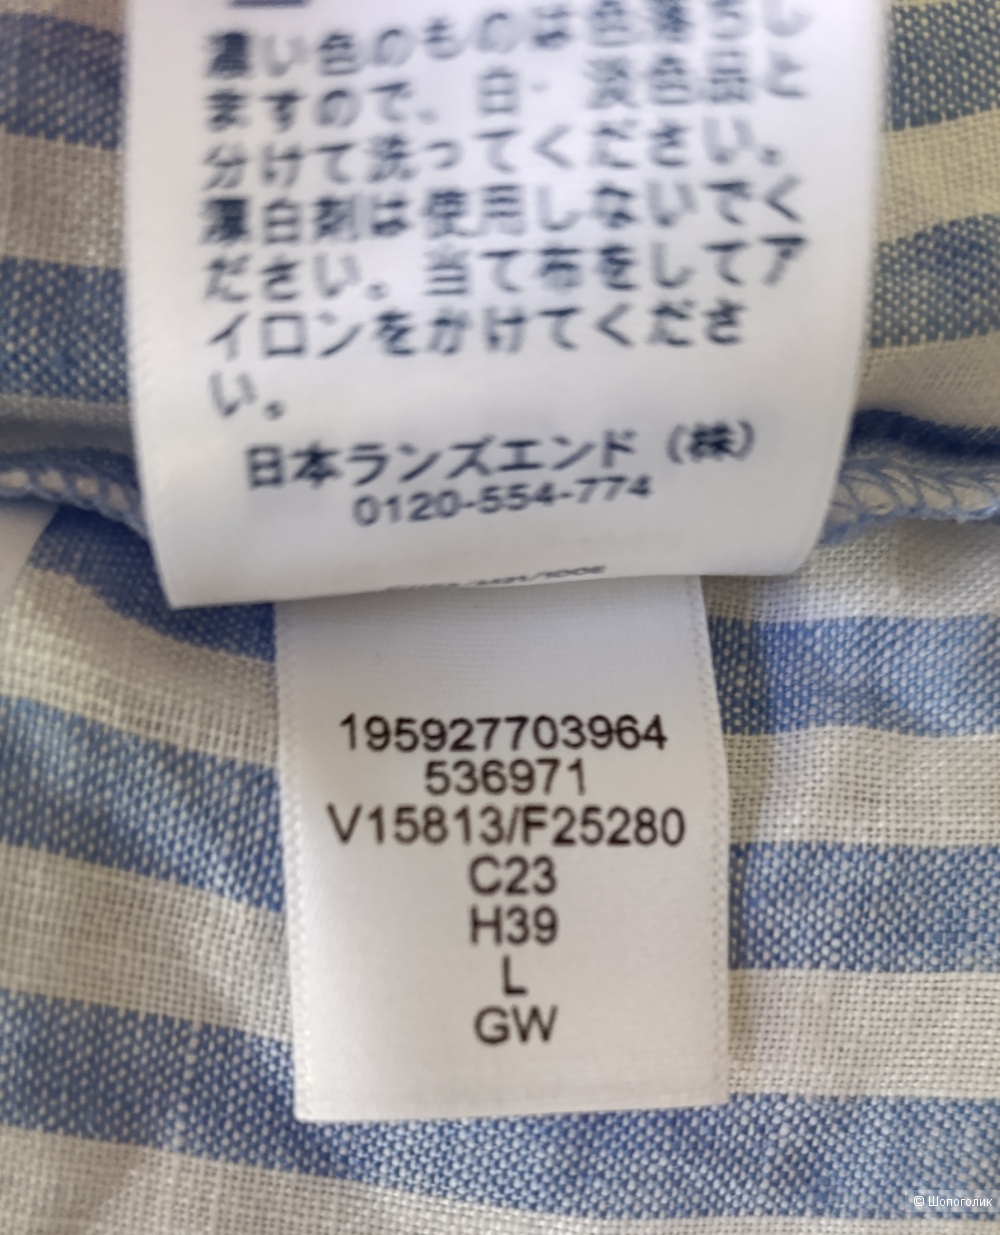 濃い色のものは色落ちし
ますので、白・淡色品と
分けて洗ってください。
漂白剤は使用しないでく
ださい。当て布をしてア
イロンをかけてくださ
い。
日本ランズエンド（株）
0120-554-774
195927703964
536971
V15813/F25280
C23
H39
L
GW
© Шопоголик